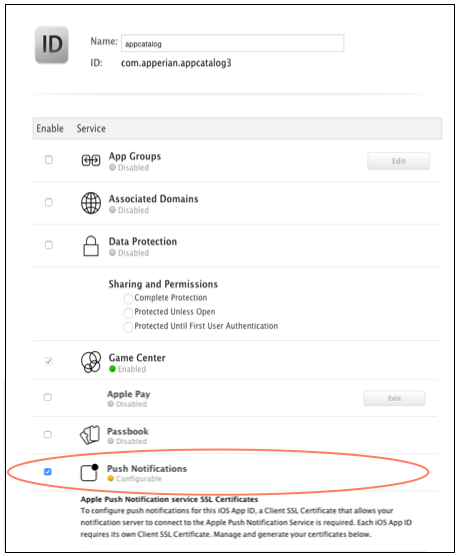 ID
Name: appcatalog
ID: com.apperian.appcatalog3
Enable Service
App Groups
Disabled
Edit
Associated Domains
Disabled
Data Protection
Disabled
Sharing and Permissions
Complete Protection
Protected Unless Open
Protected Until First User Authentication
Game Center
Enabled
Apple Pay
Disabled
Edit
Passbook
Disabled
Push Notifications
Configurable
Apple Push Notification service SSL Certificates
To configure push notifications for this iOS App ID, a Client SSL Certificate that allows your
notification server to connect to the Apple Push Notification Service is required. Each iOS App ID
requires its own Client SSL Certificate. Manage and generate your certificates below.